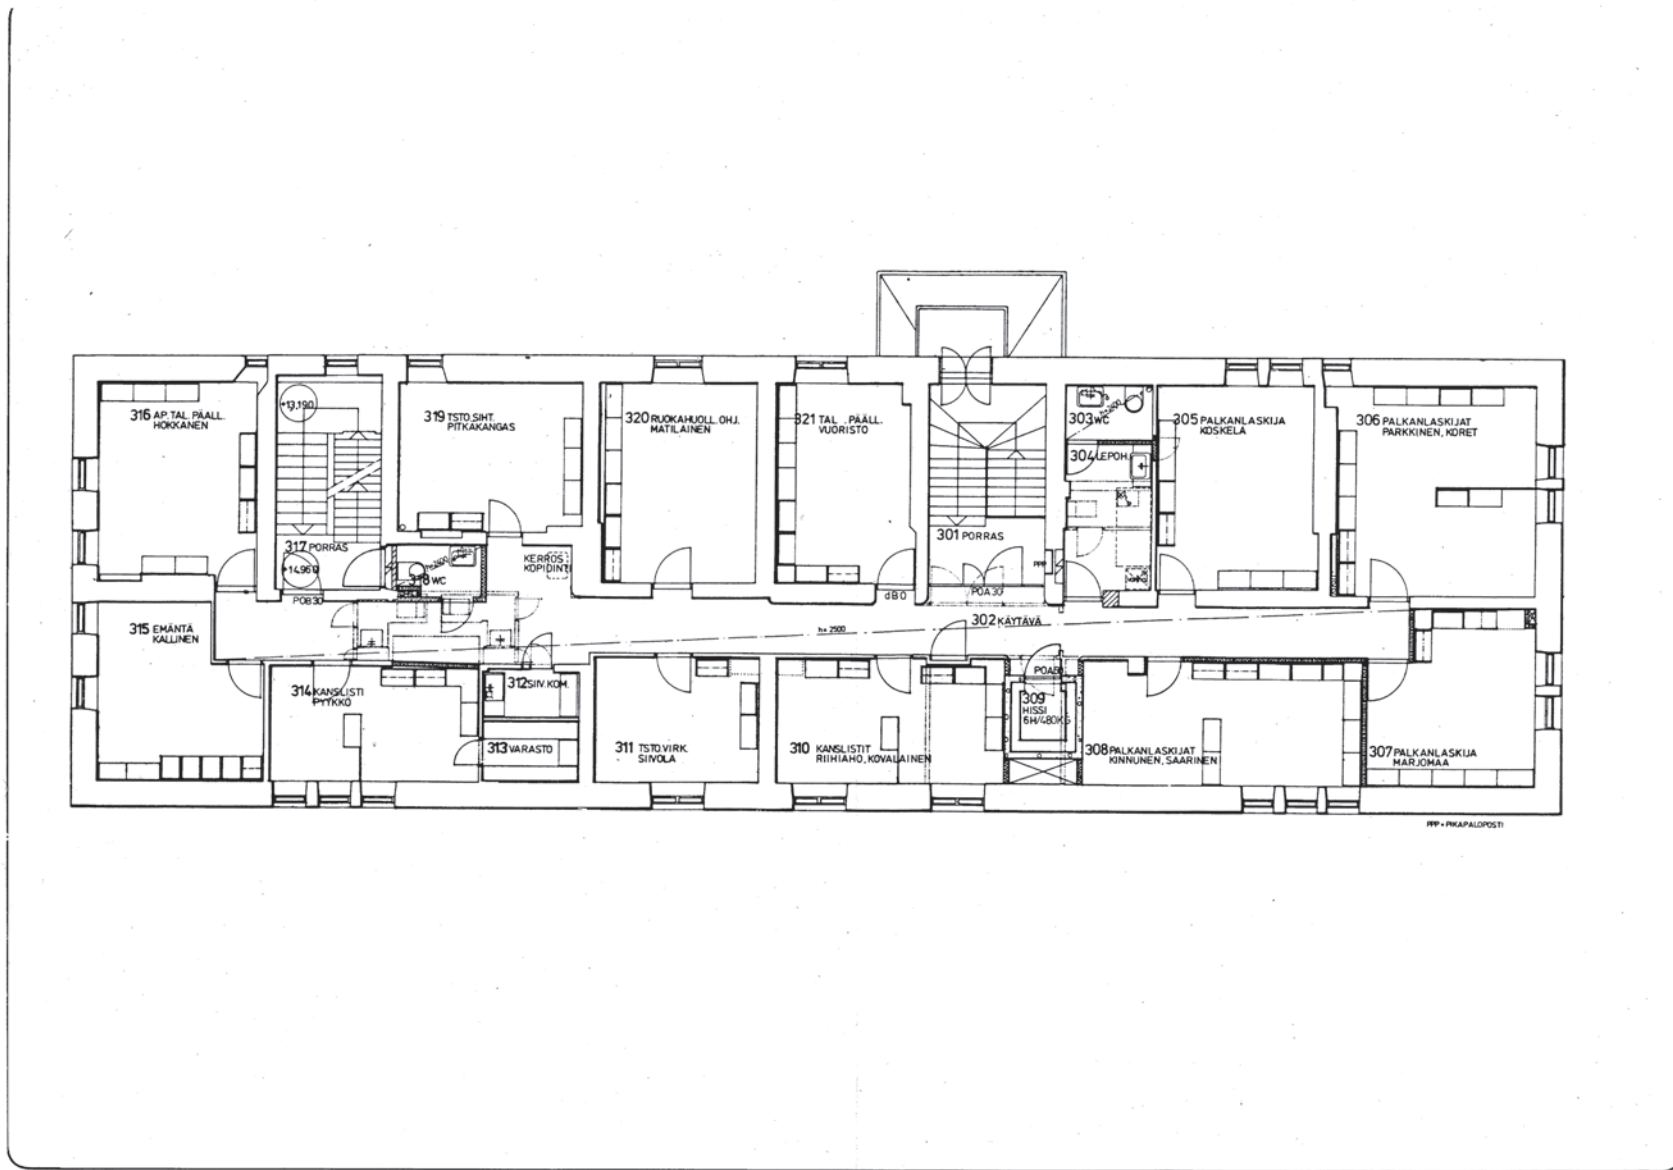 316 AP. TAL. PÄÄLL.
HOKKANEN
+13,190
319 TSTO.SIHT.
PITKAKANGAS
320 RUOKAHUOLL. OHJ.
MATILAINEN
321 TAL. PÄÄLL.
VUORISTO
303 WC
h=2400
304 LEPOH.
305 PALKANLASKIJA
KOSKELA
306 PALKANLASKIJAT
PARKKINEN, KORET
317 PORRAS
+14,960
318 WC
h=2400
KERROS
KOPIOINTI
301 PORRAS
PPP
POB30
dB0
POA30
302 KÄYTÄVÄ
h= 2500
315 EMÄNTÄ
KALLINEN
314 KANSLISTI
PYYKKÖ
312 SIIV. KOM.
313 VARASTO
311 TSTO.VIRK.
SIIVOLA
310 KANSLISTIT
RIIHIAHO, KOVALAINEN
309
HISSI
6H/480KG
308 PALKANLASKIJAT
KINNUNEN, SAARINEN
307 PALKANLASKIJA
MARJOMAA
PPP = PIKAPALOPOSTI